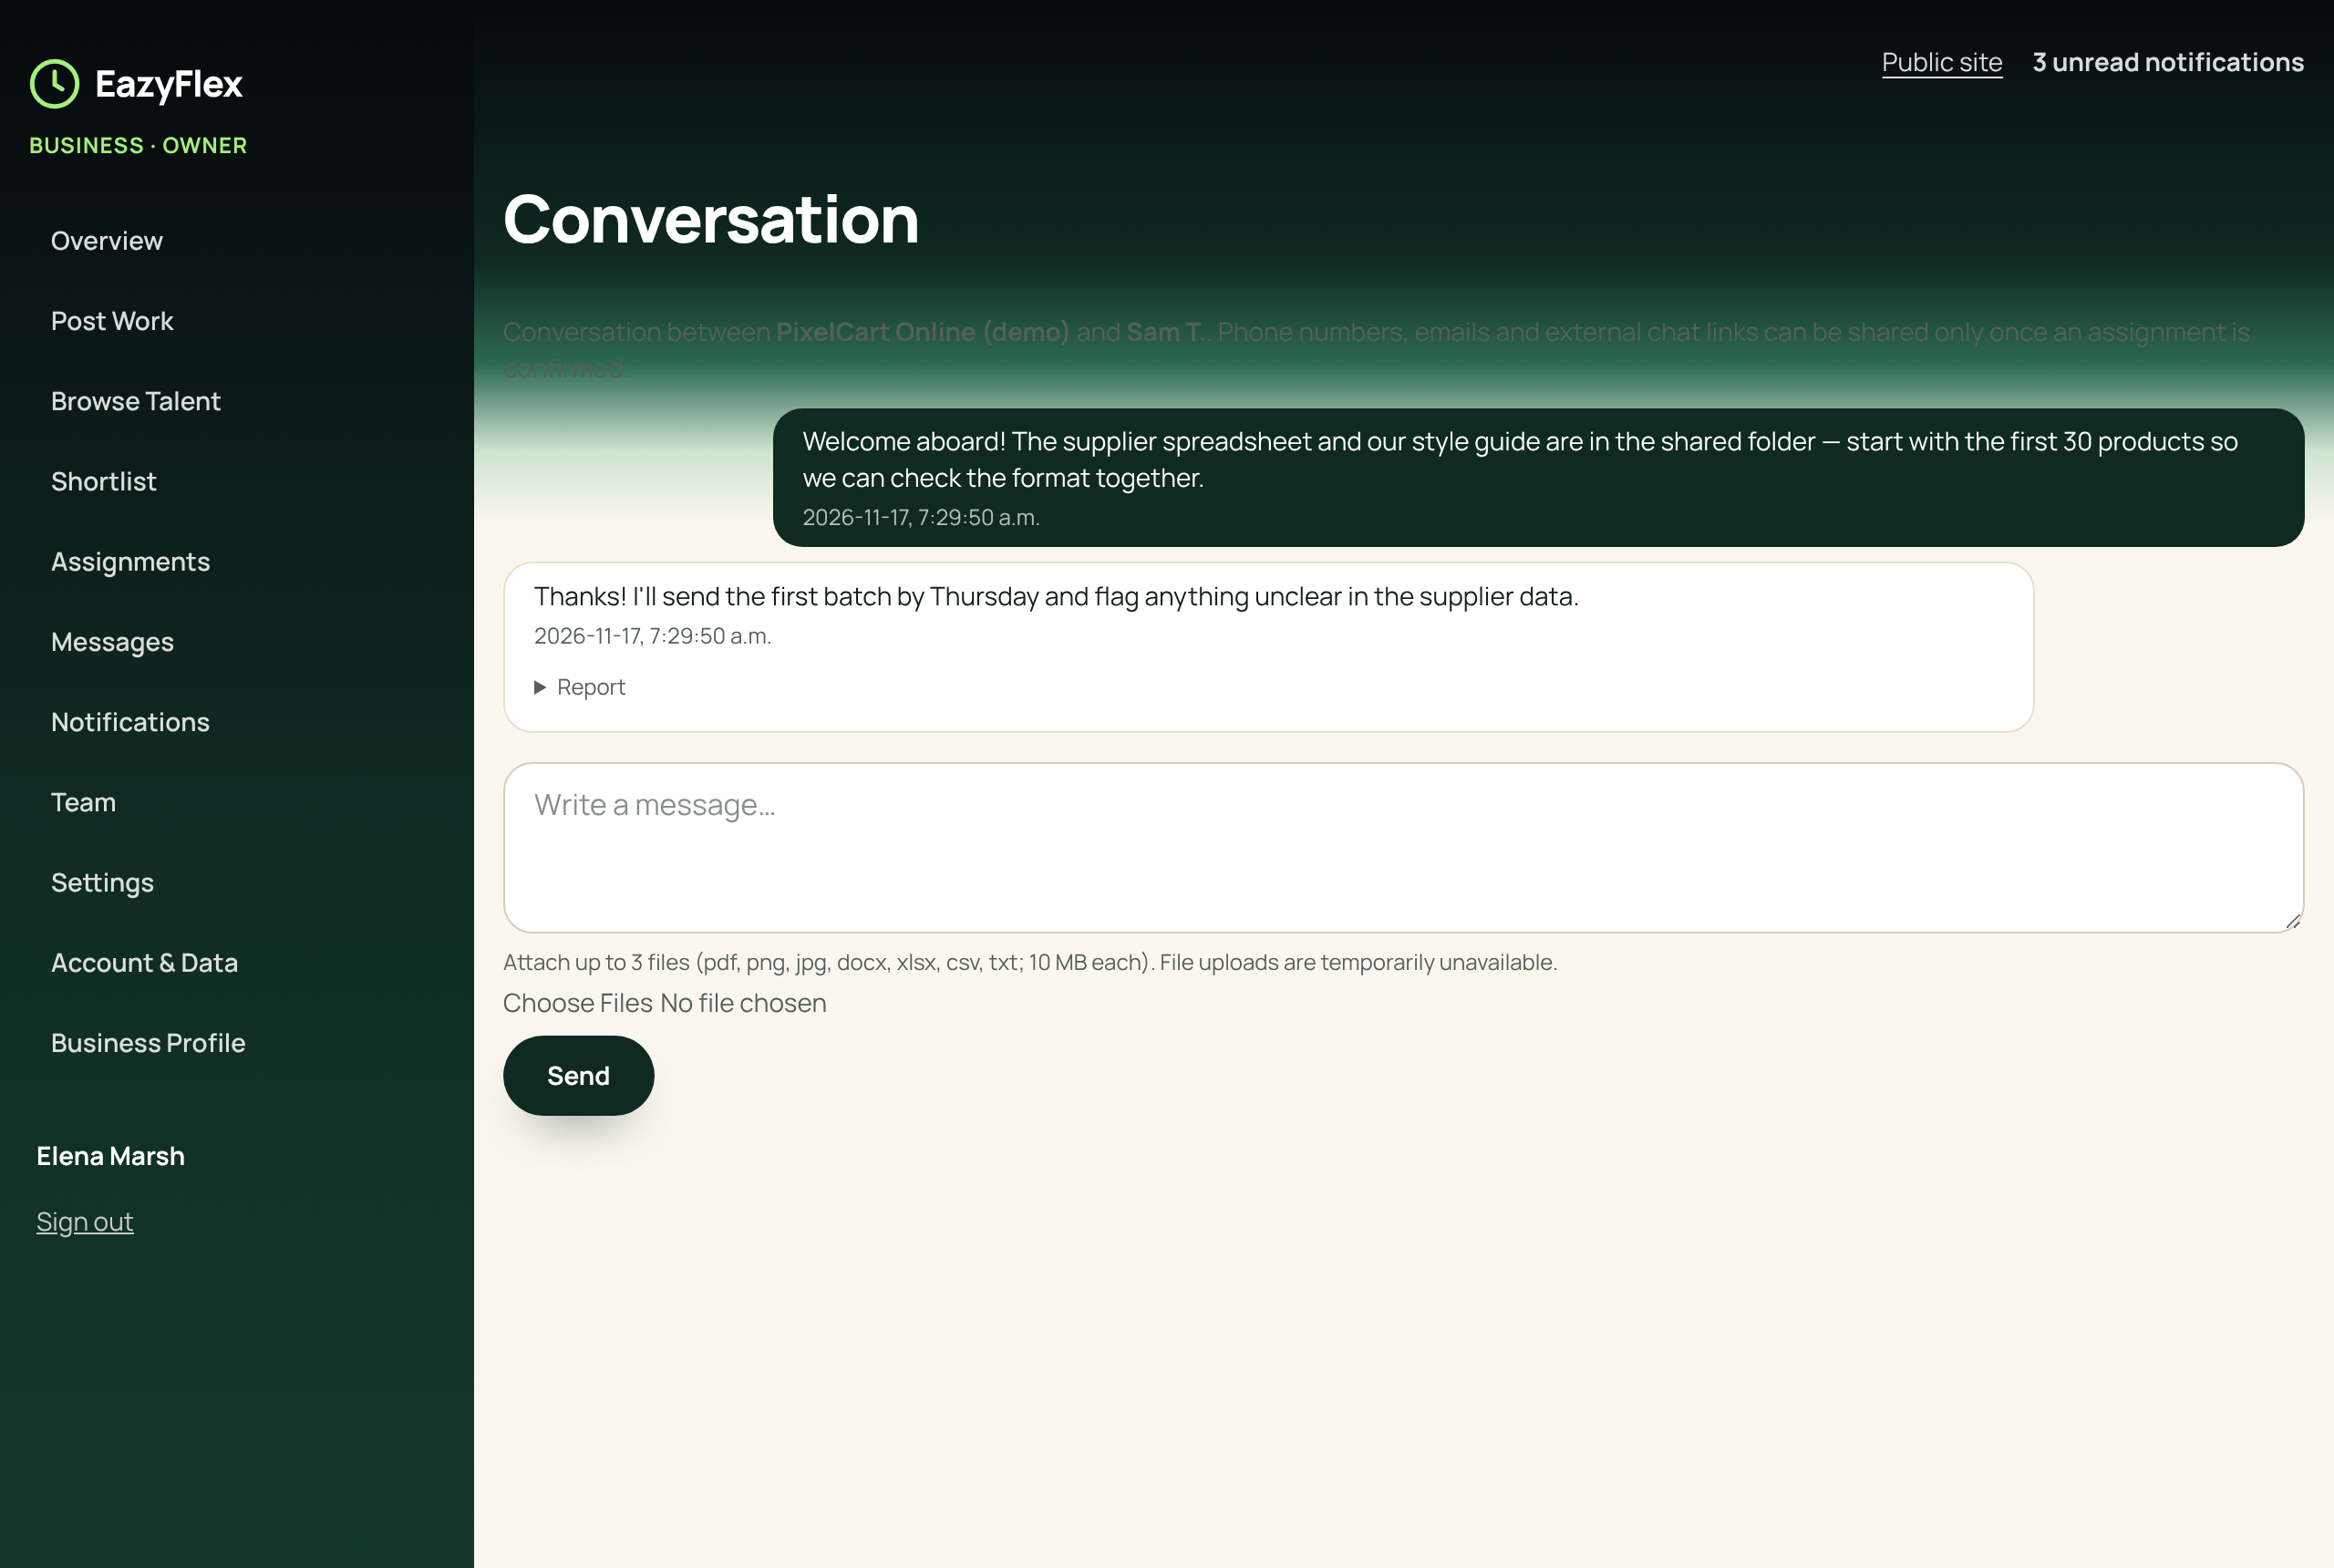 EazyFlex
BUSINESS · OWNER
Overview
Post Work
Browse Talent
Shortlist
Assignments
Messages
Notifications
Team
Settings
Account & Data
Business Profile
Elena Marsh
Sign out
Public site 3 unread notifications
Conversation
Conversation between PixelCart Online (demo) and Sam T.. Phone numbers, emails and external chat links can be shared only once an assignment is
confirmed.
Welcome aboard! The supplier spreadsheet and our style guide are in the shared folder — start with the first 30 products so
we can check the format together.
2026-11-17, 7:29:50 a.m.
Thanks! I'll send the first batch by Thursday and flag anything unclear in the supplier data.
2026-11-17, 7:29:50 a.m.
Report
Write a message...
Attach up to 3 files (pdf, png, jpg, docx, xlsx, csv, txt; 10 MB each). File uploads are temporarily unavailable.
Choose Files No file chosen
Send